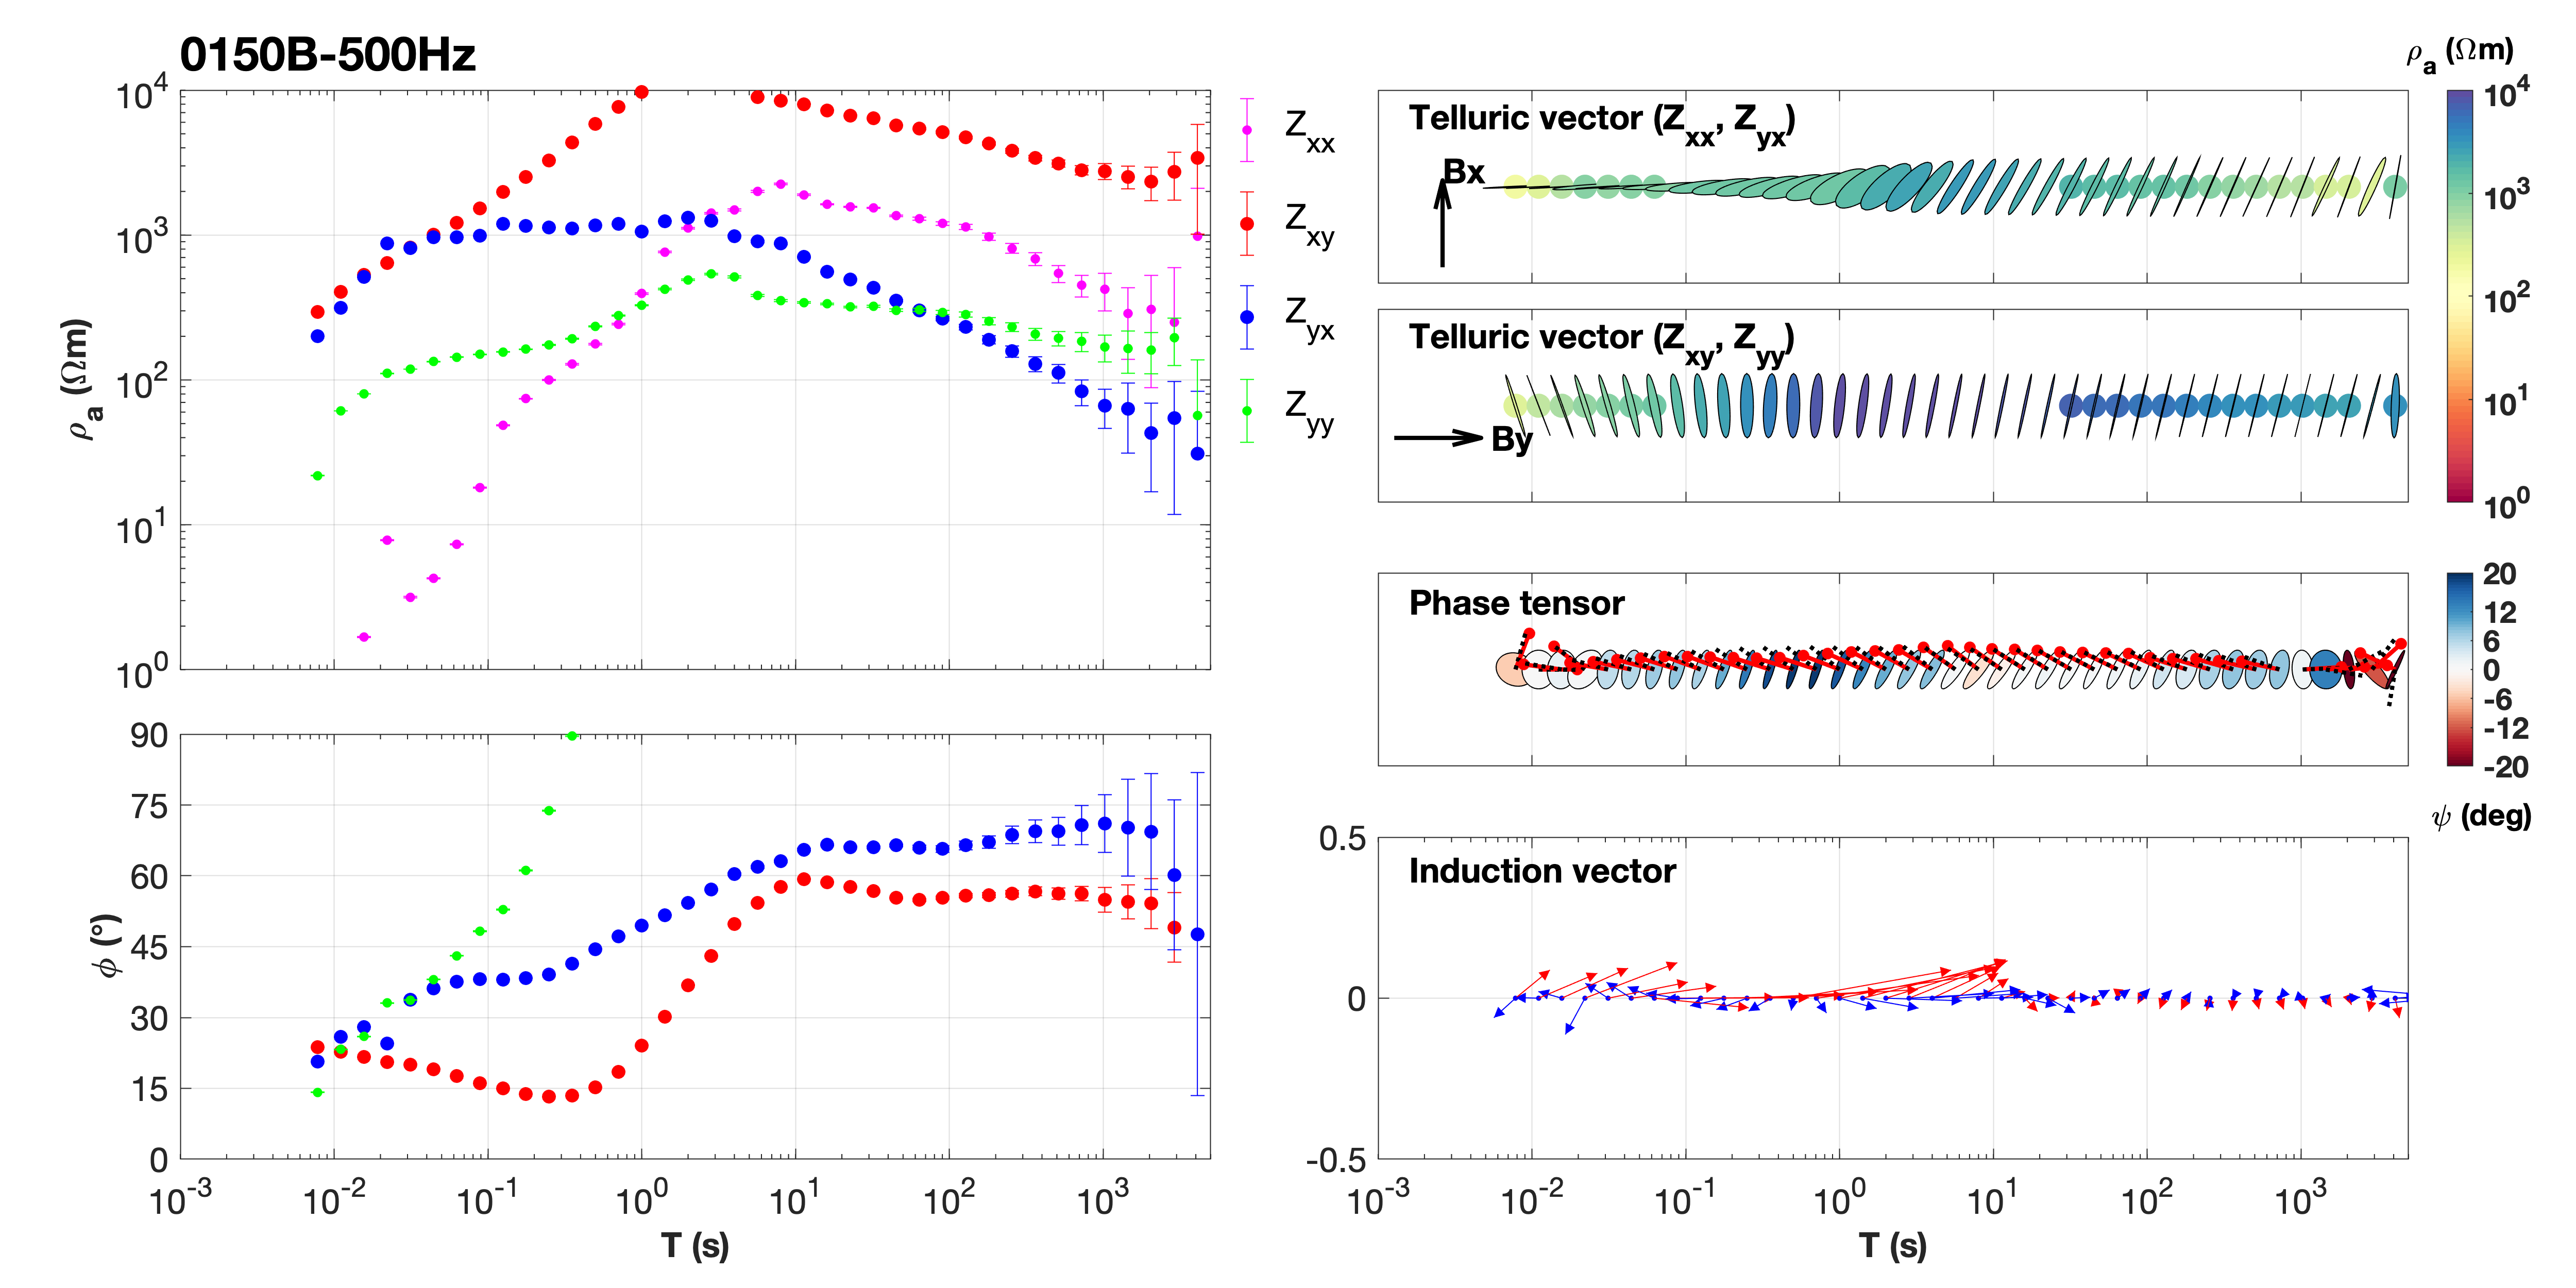 0150B-500Hz
ρa (Ωm)
10^4
10^3
10^2
10^1
10^0
Zxx
Zxy
Zyx
Zyy
ϕ (°)
90
75
60
45
30
15
0
10^-3 10^-2 10^-1 10^0 10^1 10^2 10^3
T (s)
Telluric vector (Zxx, Zyx)
Bx
Telluric vector (Zxy, Zyy)
By
ρa (Ωm)
10^4
10^3
10^2
10^1
10^0
Phase tensor
20
12
6
0
-6
-12
-20
ψ (deg)
Induction vector
0.5
0
-0.5
10^-3 10^-2 10^-1 10^0 10^1 10^2 10^3
T (s)